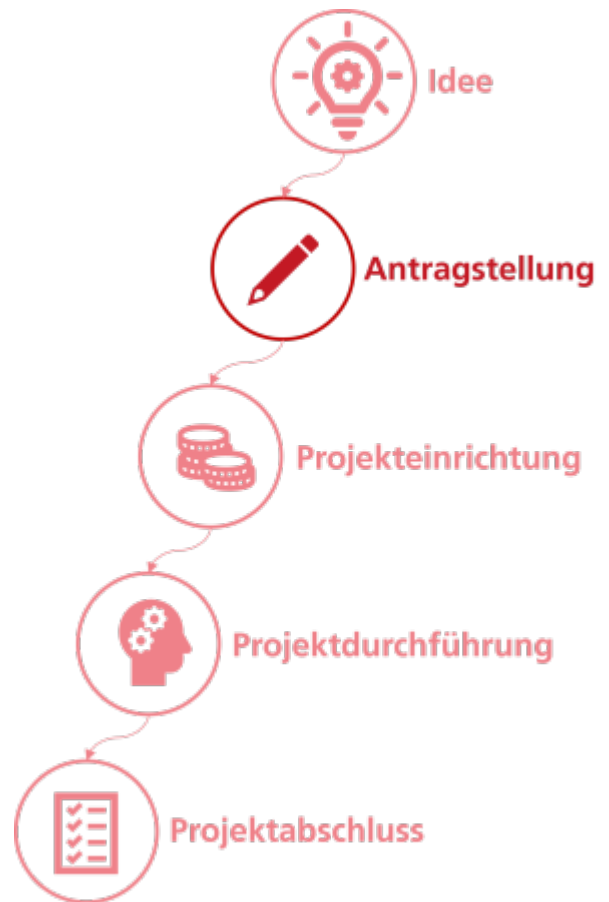 Idee
Antragstellung
Projekteinrichtung
Projektdurchführung
Projektabschluss